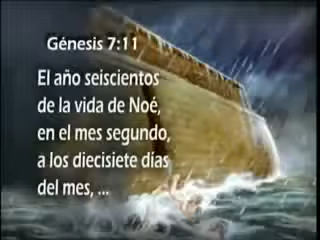 Génesis 7:11
El año seiscientos
de la vida de Noé,
en el mes segundo,
a los diecisiete días
del mes, ...